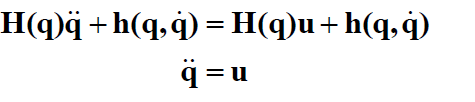 H(q)q̈ + h(q, q̇) = H(q)u + h(q, q̇)
q̈ = u